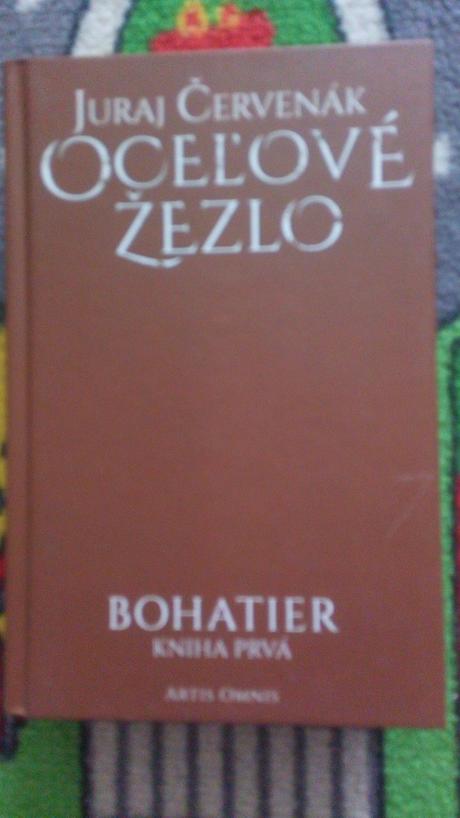 JURAJ ČERVENÁK
OCEĽOVÉ
ŽEZLO
BOHATIER
KNIHA PRVÁ
ARTIS OMNIS